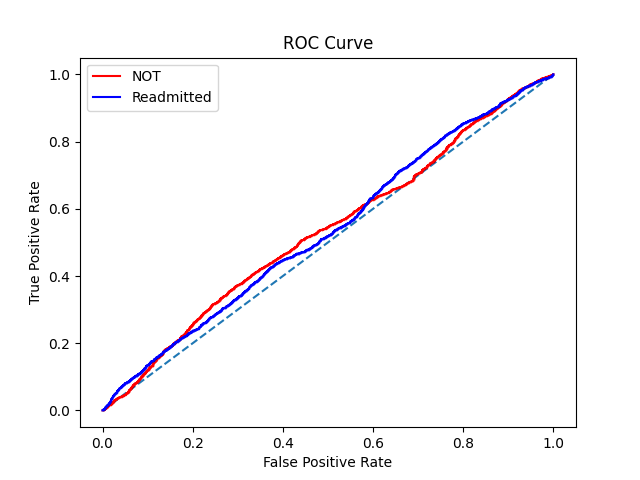 ROC Curve
NOT
Readmitted
True Positive Rate
1.0
0.8
0.6
0.4
0.2
0.0
0.0 0.2 0.4 0.6 0.8 1.0
False Positive Rate